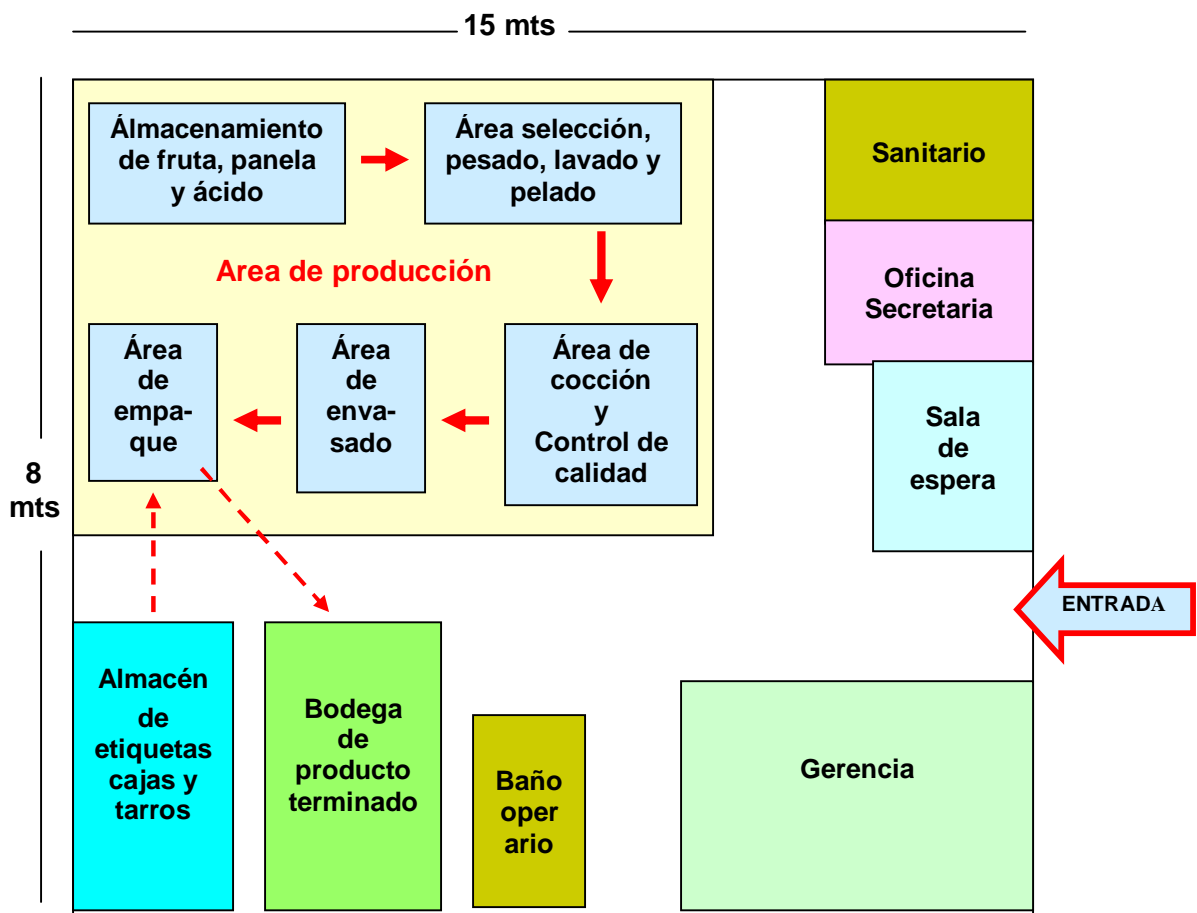 15 mts
Álmacenamiento
de fruta, panela
y ácido
Área selección,
pesado, lavado y
pelado
Sanitario
Area de producción
Oficina
Secretaria
Área
de
empa-
que
Área
de
enva-
sado
Área de
cocción
y
Control de
calidad
Sala
de
espera
8
mts
ENTRADA
Almacén
de
etiquetas
cajas y
tarros
Bodega
de
producto
terminado
Baño
oper
ario
Gerencia